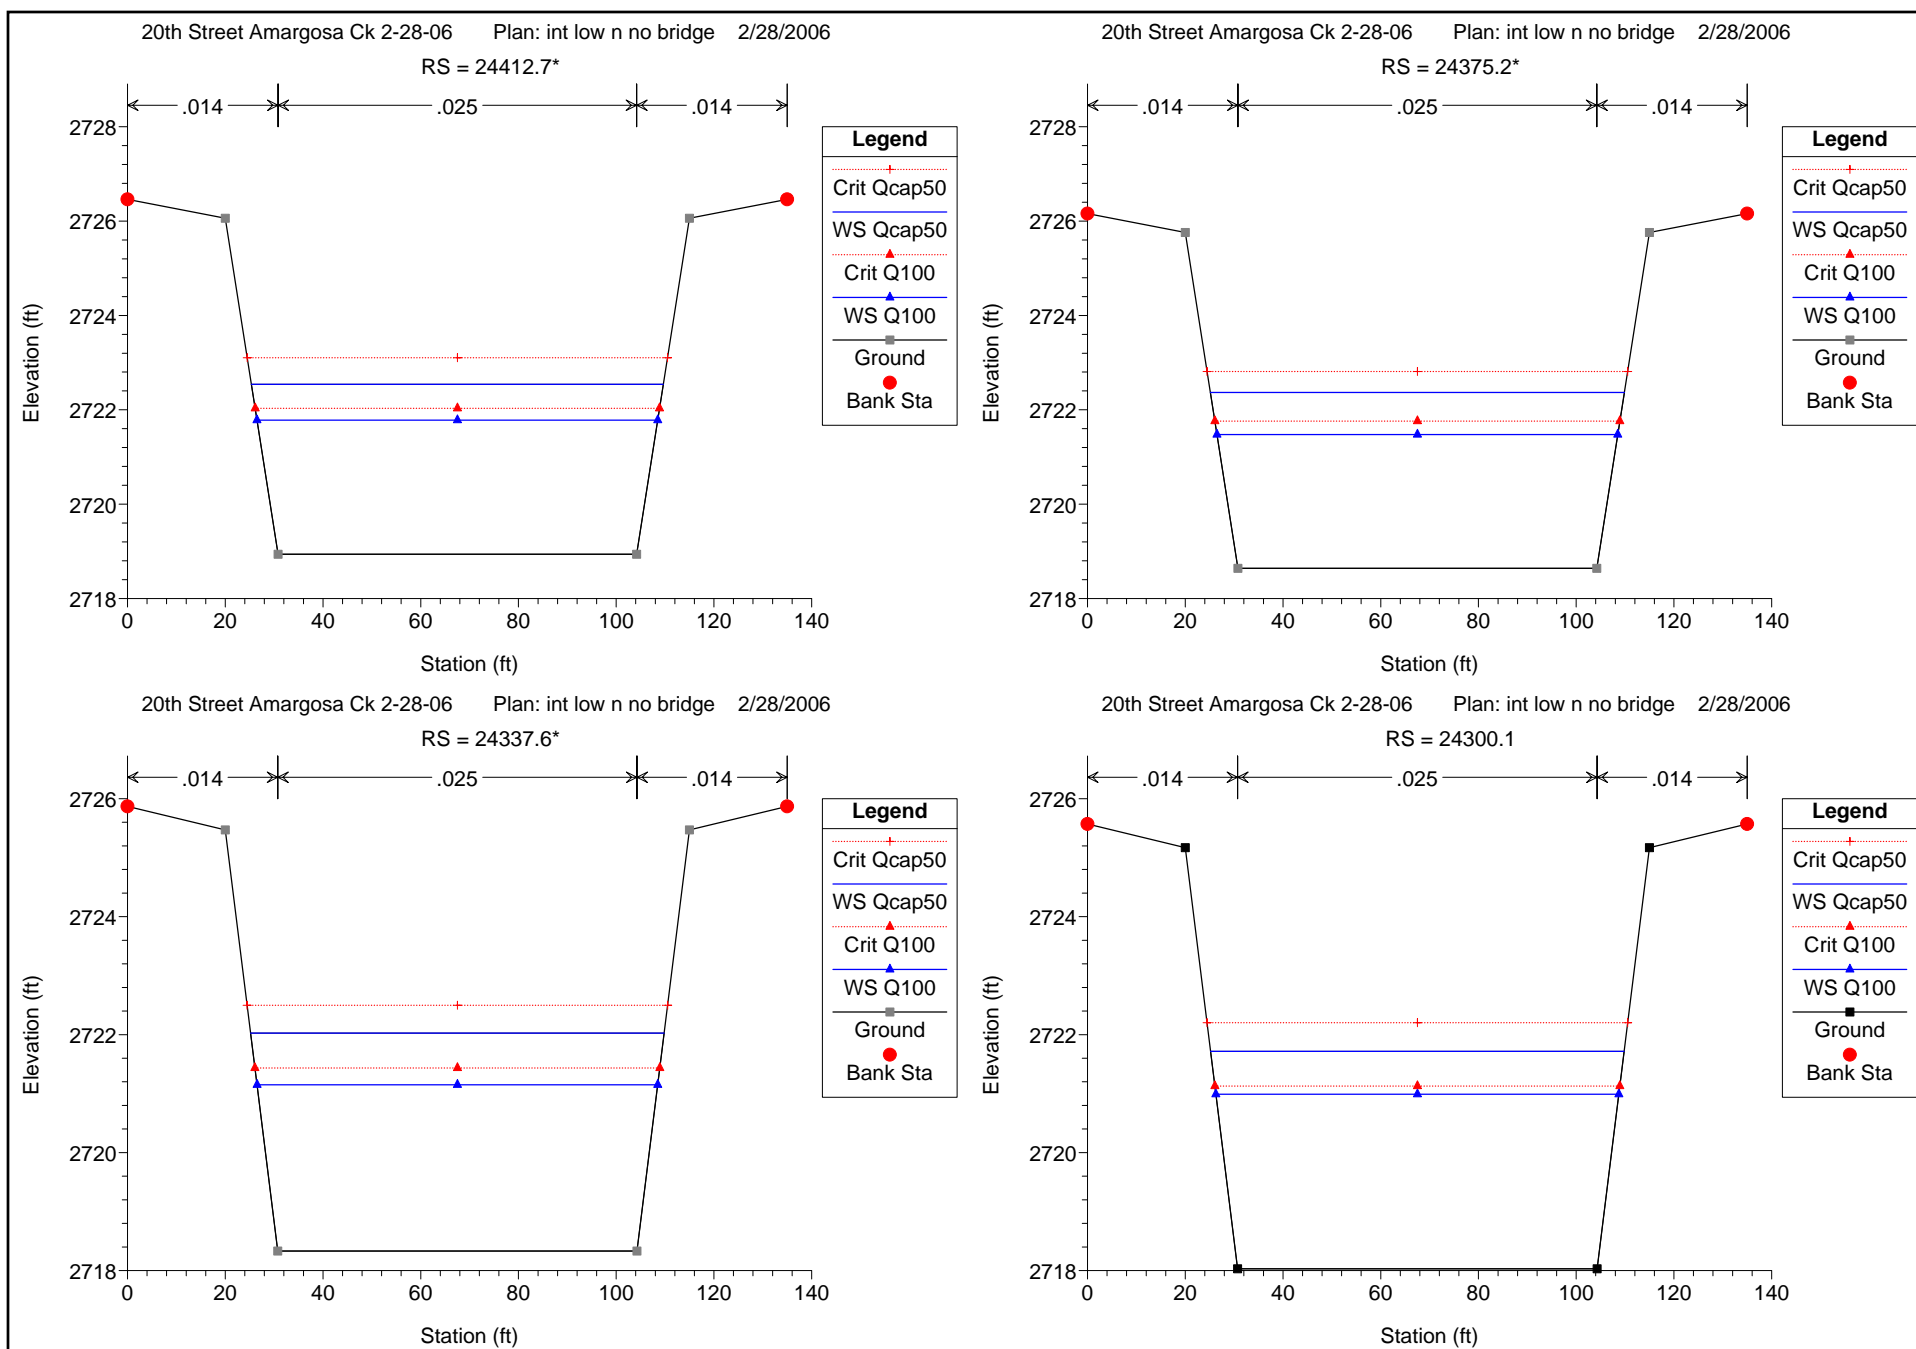 20th Street Amargosa Ck 2-28-06 Plan: int low n no bridge 2/28/2006
RS = 24412.7*
.014 .025 .014
2728
2726
2724
2722
2720
2718
Elevation (ft)
0 20 40 60 80 100 120 140
Station (ft)
Legend
Crit Qcap50
WS Qcap50
Crit Q100
WS Q100
Ground
Bank Sta
20th Street Amargosa Ck 2-28-06 Plan: int low n no bridge 2/28/2006
RS = 24375.2*
.014 .025 .014
2728
2726
2724
2722
2720
2718
Elevation (ft)
0 20 40 60 80 100 120 140
Station (ft)
Legend
Crit Qcap50
WS Qcap50
Crit Q100
WS Q100
Ground
Bank Sta
20th Street Amargosa Ck 2-28-06 Plan: int low n no bridge 2/28/2006
RS = 24337.6*
.014 .025 .014
2726
2724
2722
2720
2718
Elevation (ft)
0 20 40 60 80 100 120 140
Station (ft)
Legend
Crit Qcap50
WS Qcap50
Crit Q100
WS Q100
Ground
Bank Sta
20th Street Amargosa Ck 2-28-06 Plan: int low n no bridge 2/28/2006
RS = 24300.1
.014 .025 .014
2726
2724
2722
2720
2718
Elevation (ft)
0 20 40 60 80 100 120 140
Station (ft)
Legend
Crit Qcap50
WS Qcap50
Crit Q100
WS Q100
Ground
Bank Sta